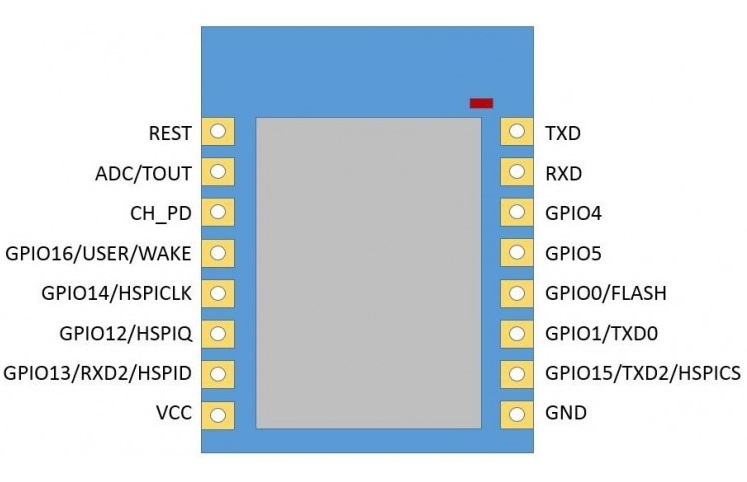 REST
ADC/TOUT
CH_PD
GPIO16/USER/WAKE
GPIO14/HSPICLK
GPIO12/HSPIQ
GPIO13/RXD2/HSPID
VCC
TXD
RXD
GPIO4
GPIO5
GPIO0/FLASH
GPIO1/TXD0
GPIO15/TXD2/HSPICS
GND